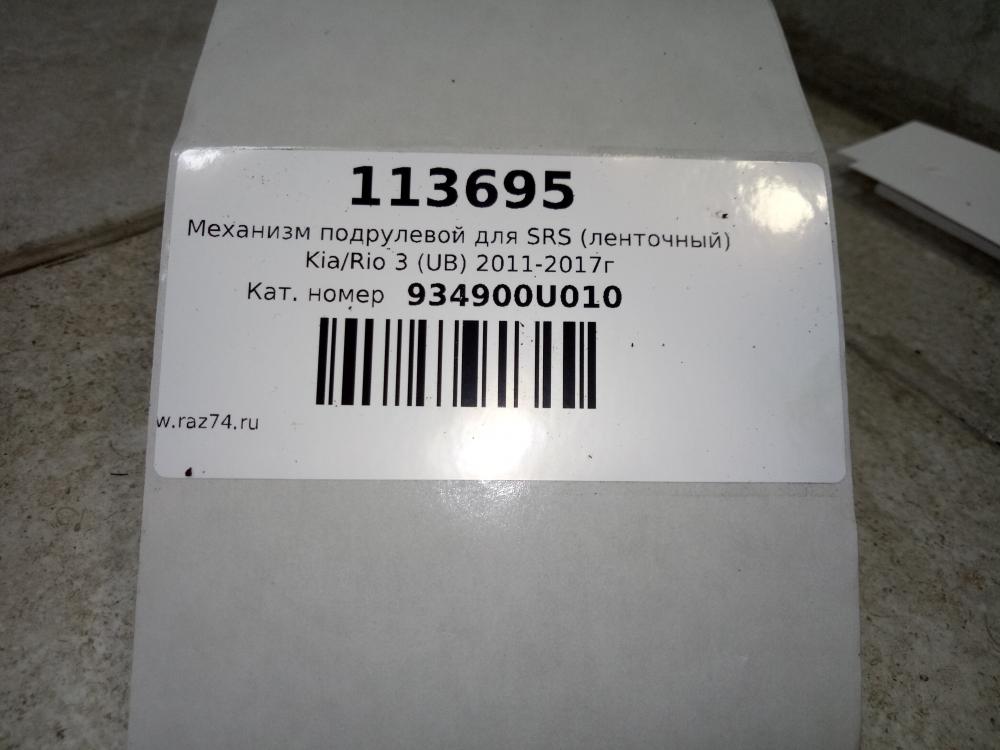 113695
Механизм подрулевой для SRS (ленточный)
Kia/Rio 3 (UB) 2011-2017г
Кат. номер 934900U010
w.raz74.ru